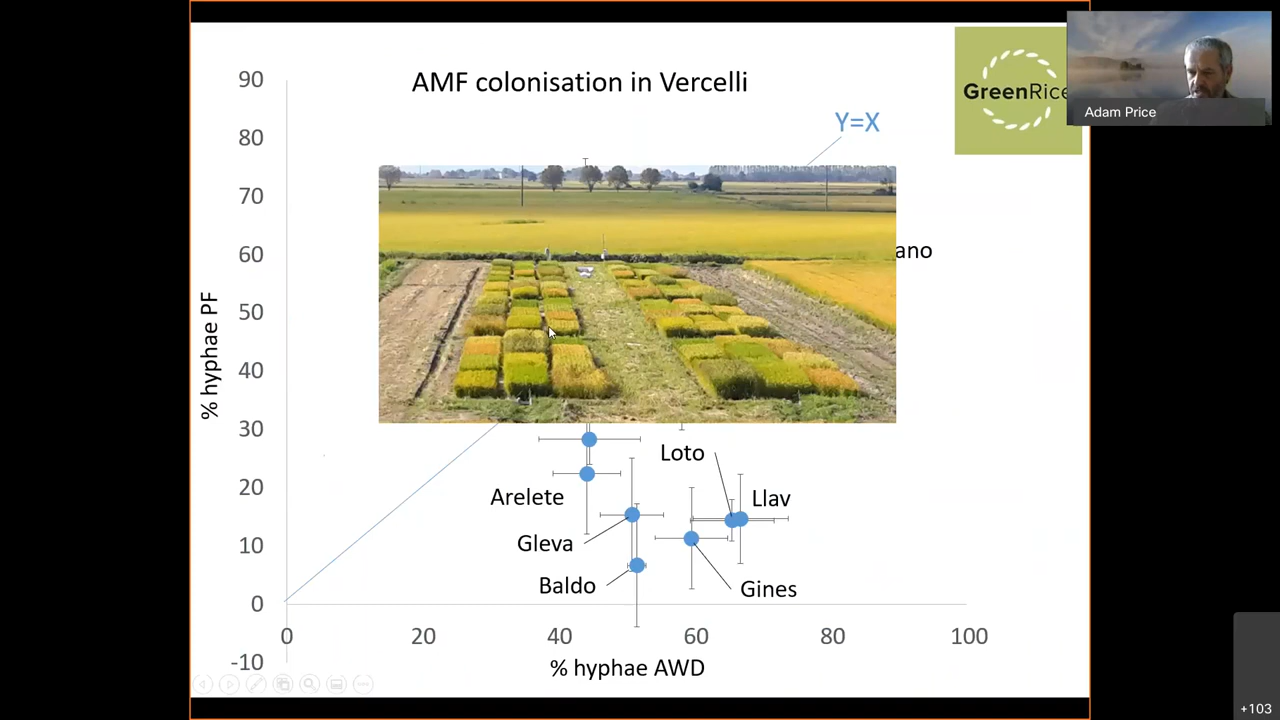 AMF colonisation in Vercelli
GreenRice
Adam Price
Y=X
90
80
70
60
50
40
30
20
10
0
-10
% hyphae PF
ano
Loto
Llav
Arelete
Gleva
Baldo
Gines
0
20
40
60
80
100
% hyphae AWD
+103